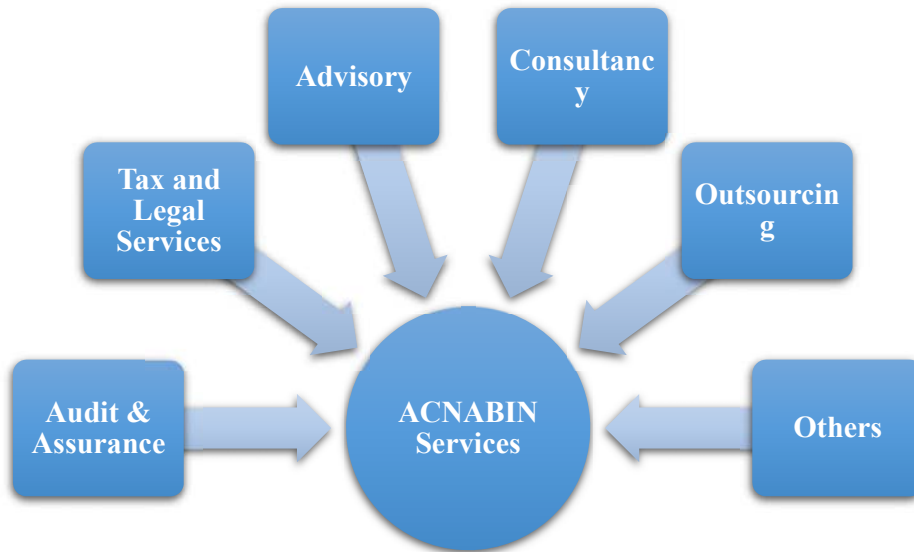 Advisory
Consultanc
y
Tax and
Legal
Services
Outsourcin
g
Audit &
Assurance
ACNABIN
Services
Others